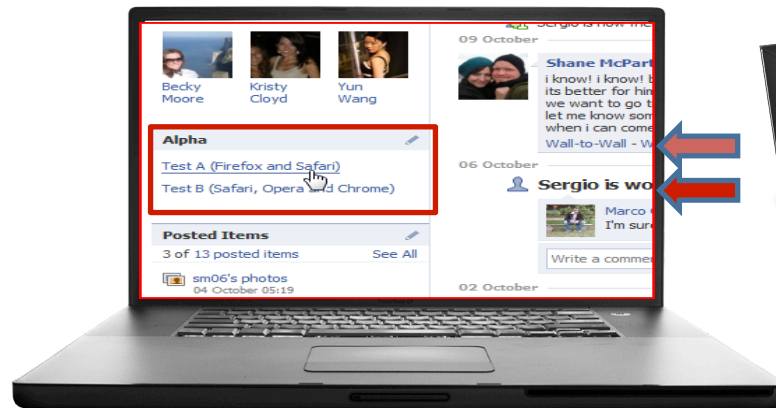 Becky Moore
Kristy Cloyd
Yun Wang
Alpha
Test A (Firefox and Safari)
Test B (Safari, Opera and Chrome)
Posted Items
3 of 13 posted items See All
sm06's photos
04 October 05:19
Sergio is now
09 October
Shane McPart
i know! i know!
its better for him
we want to go
let me know som
when i can come
Wall-to-Wall - W
06 October
Sergio is wo
Marco
I'm sure
Write a comme
02 October